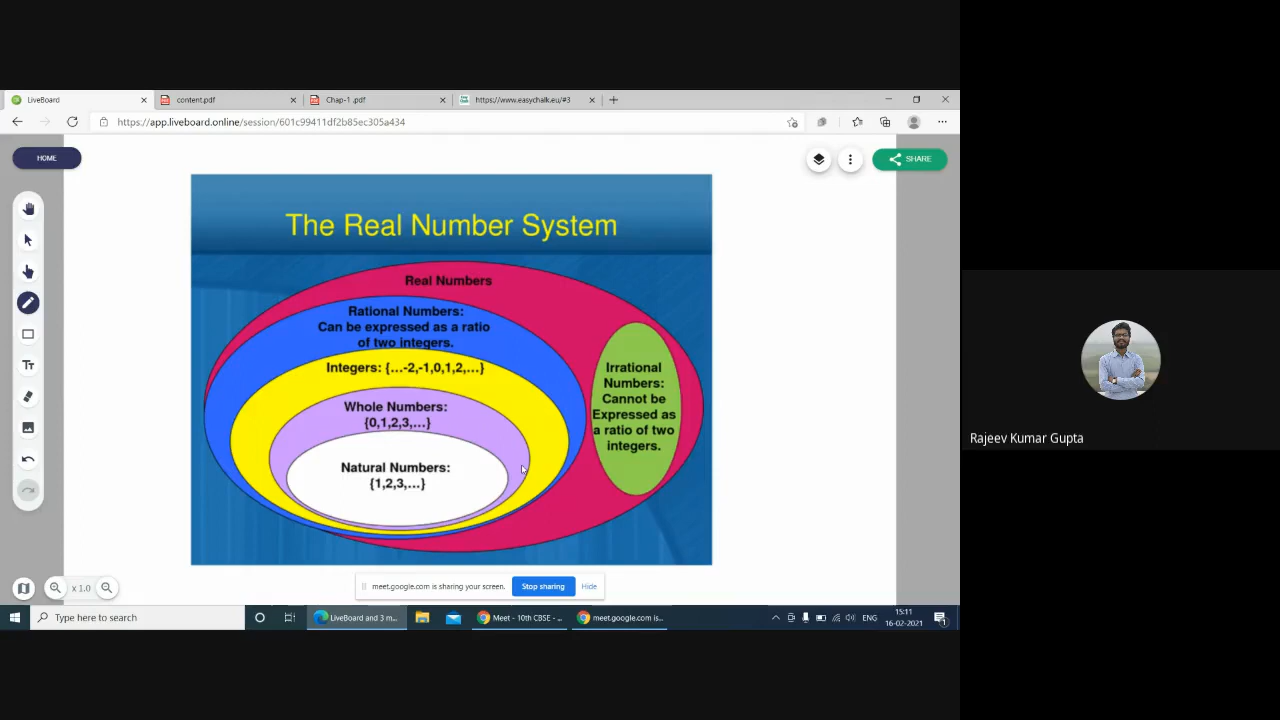 LiveBoard
content.pdf
Chap-1 .pdf
https://www.easychalk.eu/#3
https://app.liveboard.online/session/601c99411df2b85ec305a434
HOME
SHARE
The Real Number System
Real Numbers
Rational Numbers:
Can be expressed as a ratio
of two integers.
Integers: {…-2,-1,0,1,2,…}
Whole Numbers:
{0,1,2,3,…}
Natural Numbers:
{1,2,3,…}
Irrational
Numbers:
Cannot be
Expressed as
a ratio of two
integers.
Rajeev Kumar Gupta
Tт
x 1.0
meet.google.com is sharing your screen.
Stop sharing
Hide
Type here to search
LiveBoard and 3 m...
Meet - 10th CBSE - ...
meet.google.com is...
ENG
15:11
16-02-2021